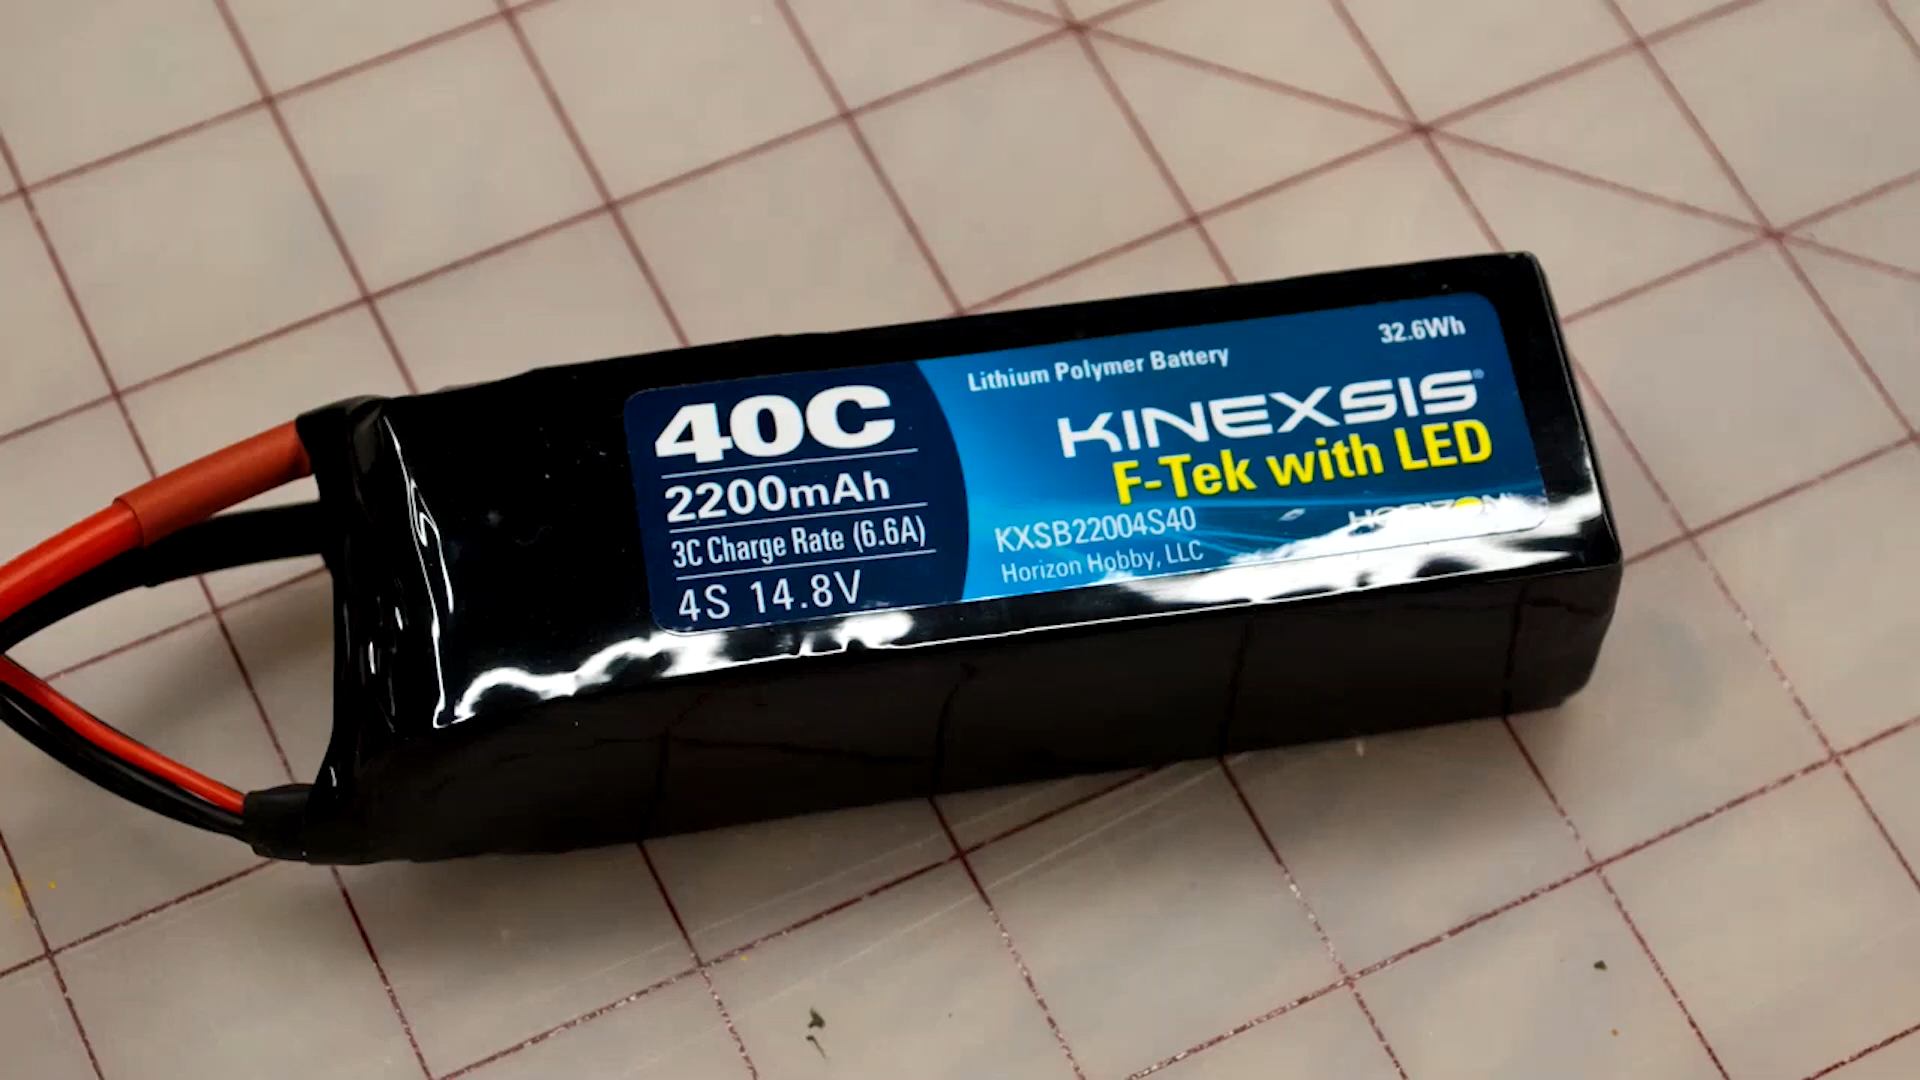 40C
2200mAh
3C Charge Rate (6.6A)
4S 14.8V
Lithium Polymer Battery
32.6Wh
KINEXSIS®
F-Tek with LED
KXSB22004S40
Horizon Hobby, LLC
HORIZON